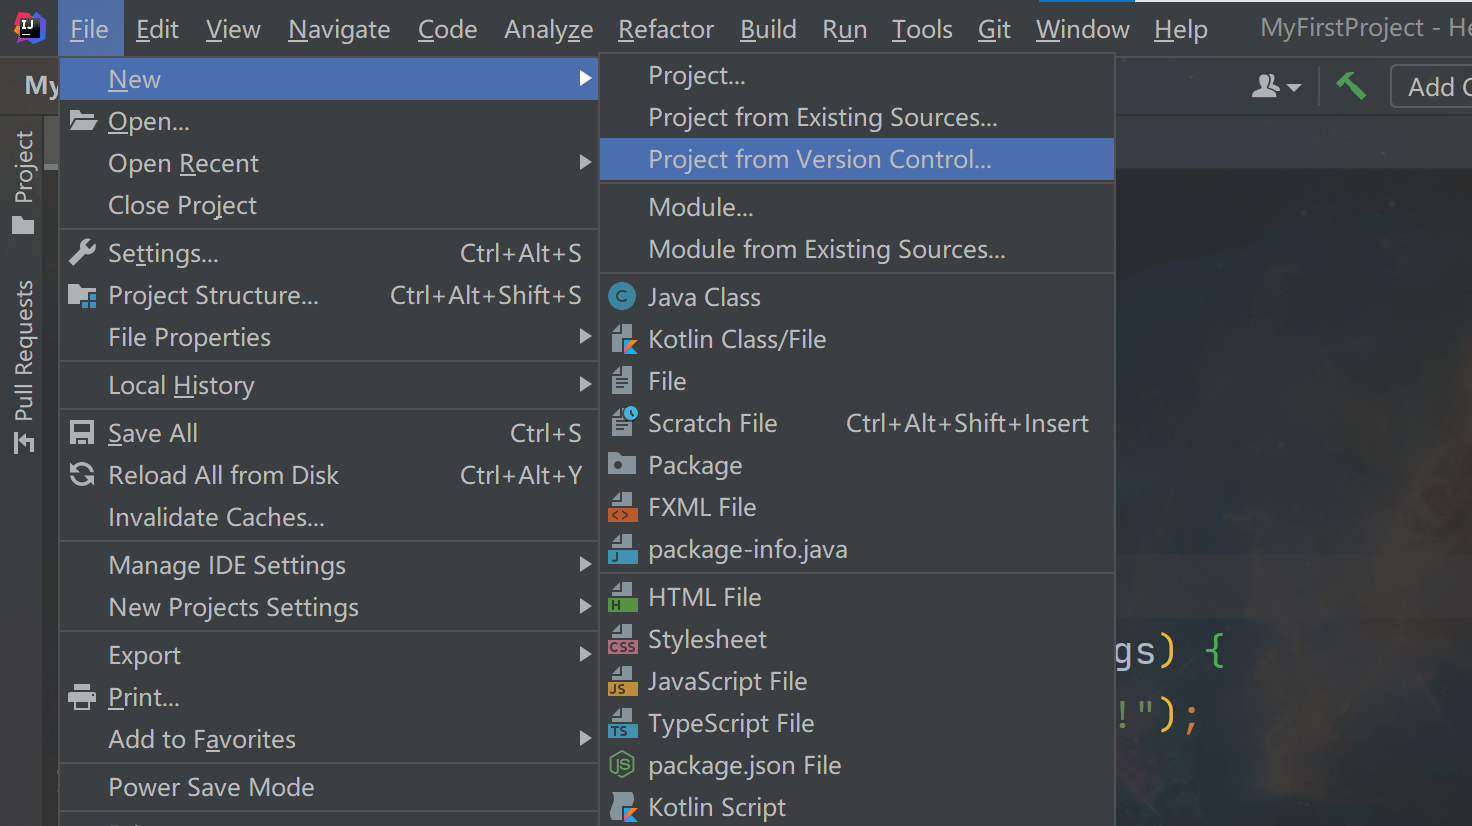 IJ
File Edit View Navigate Code Analyze Refactor Build Run Tools Git Window Help MyFirstProject - He
My
Add C
Project
Pull Requests
New
Open...
Open Recent
Close Project
Settings... Ctrl+Alt+S
Project Structure... Ctrl+Alt+Shift+S
File Properties
Local History
Save All Ctrl+S
Reload All from Disk Ctrl+Alt+Y
Invalidate Caches...
Manage IDE Settings
New Projects Settings
Export
Print...
Add to Favorites
Power Save Mode
Project...
Project from Existing Sources...
Project from Version Control...
Module...
Module from Existing Sources...
C Java Class
Kotlin Class/File
File
Scratch File Ctrl+Alt+Shift+Insert
Package
<> FXML File
J package-info.java
H HTML File
CSS Stylesheet
JS JavaScript File
TS TypeScript File
JS package.json File
Kotlin Script
gs) {
!");